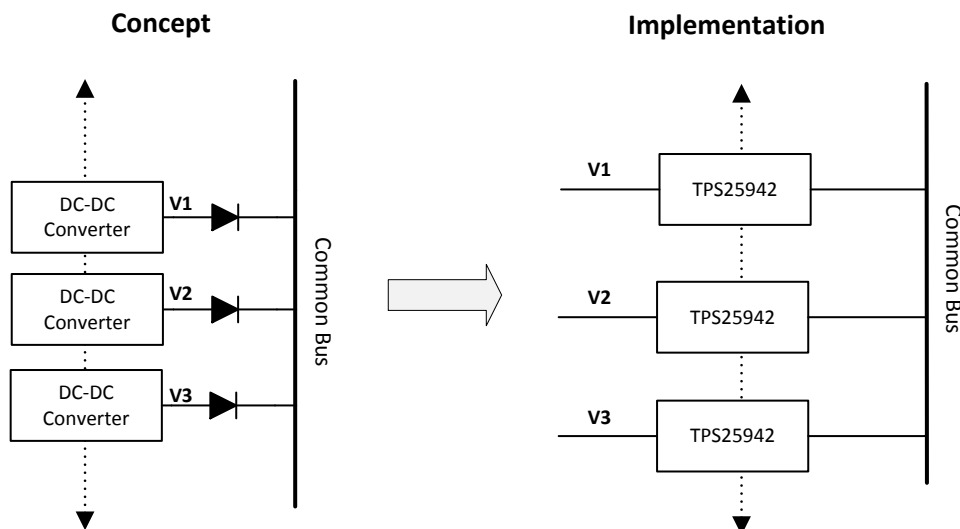 Concept
DC-DC
Converter
V1
DC-DC
Converter
V2
DC-DC
Converter
V3
Common Bus
Implementation
V1
TPS25942
V2
TPS25942
V3
TPS25942
Common Bus